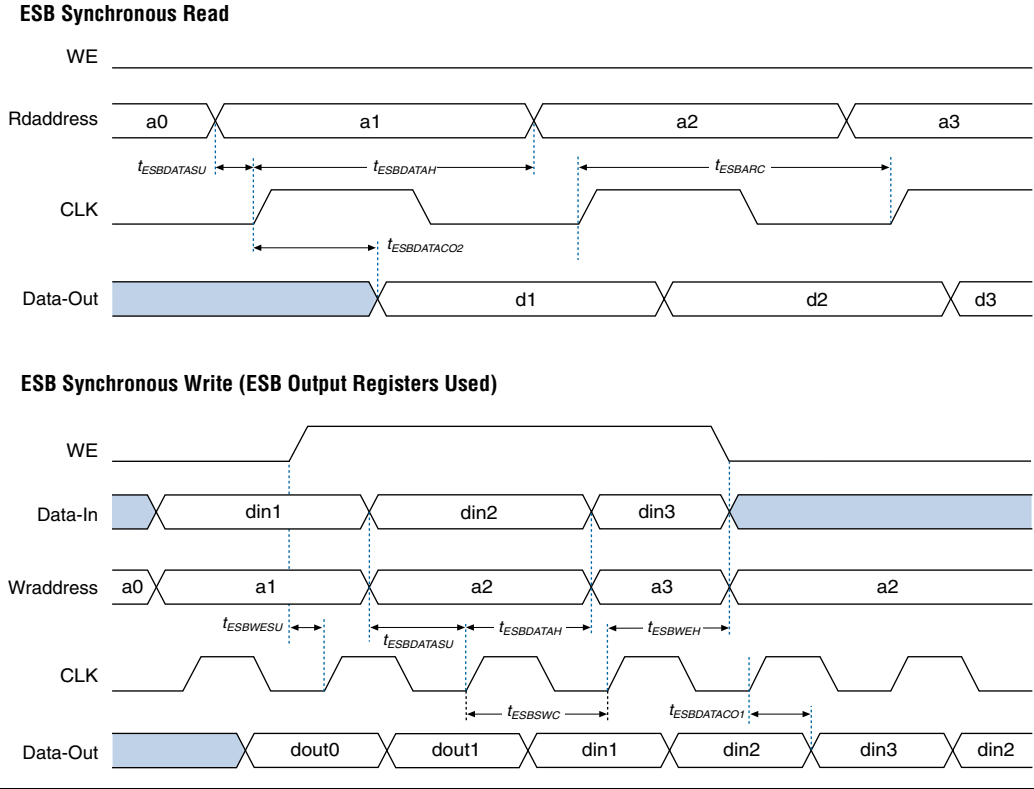 ESB Synchronous Read
WE
Rdaddress a0 a1 a2 a3
tESBDATASU tESBDATAH tESBARC
CLK
tESBDATACO2
Data-Out d1 d2 d3
ESB Synchronous Write (ESB Output Registers Used)
WE
Data-In din1 din2 din3
Wraddress a0 a1 a2 a3 a2
tESBWESU tESBDATASU tESBDATAH tESBWEH
CLK
tESBSWC tESBDATACO1
Data-Out dout0 dout1 din1 din2 din3 din2